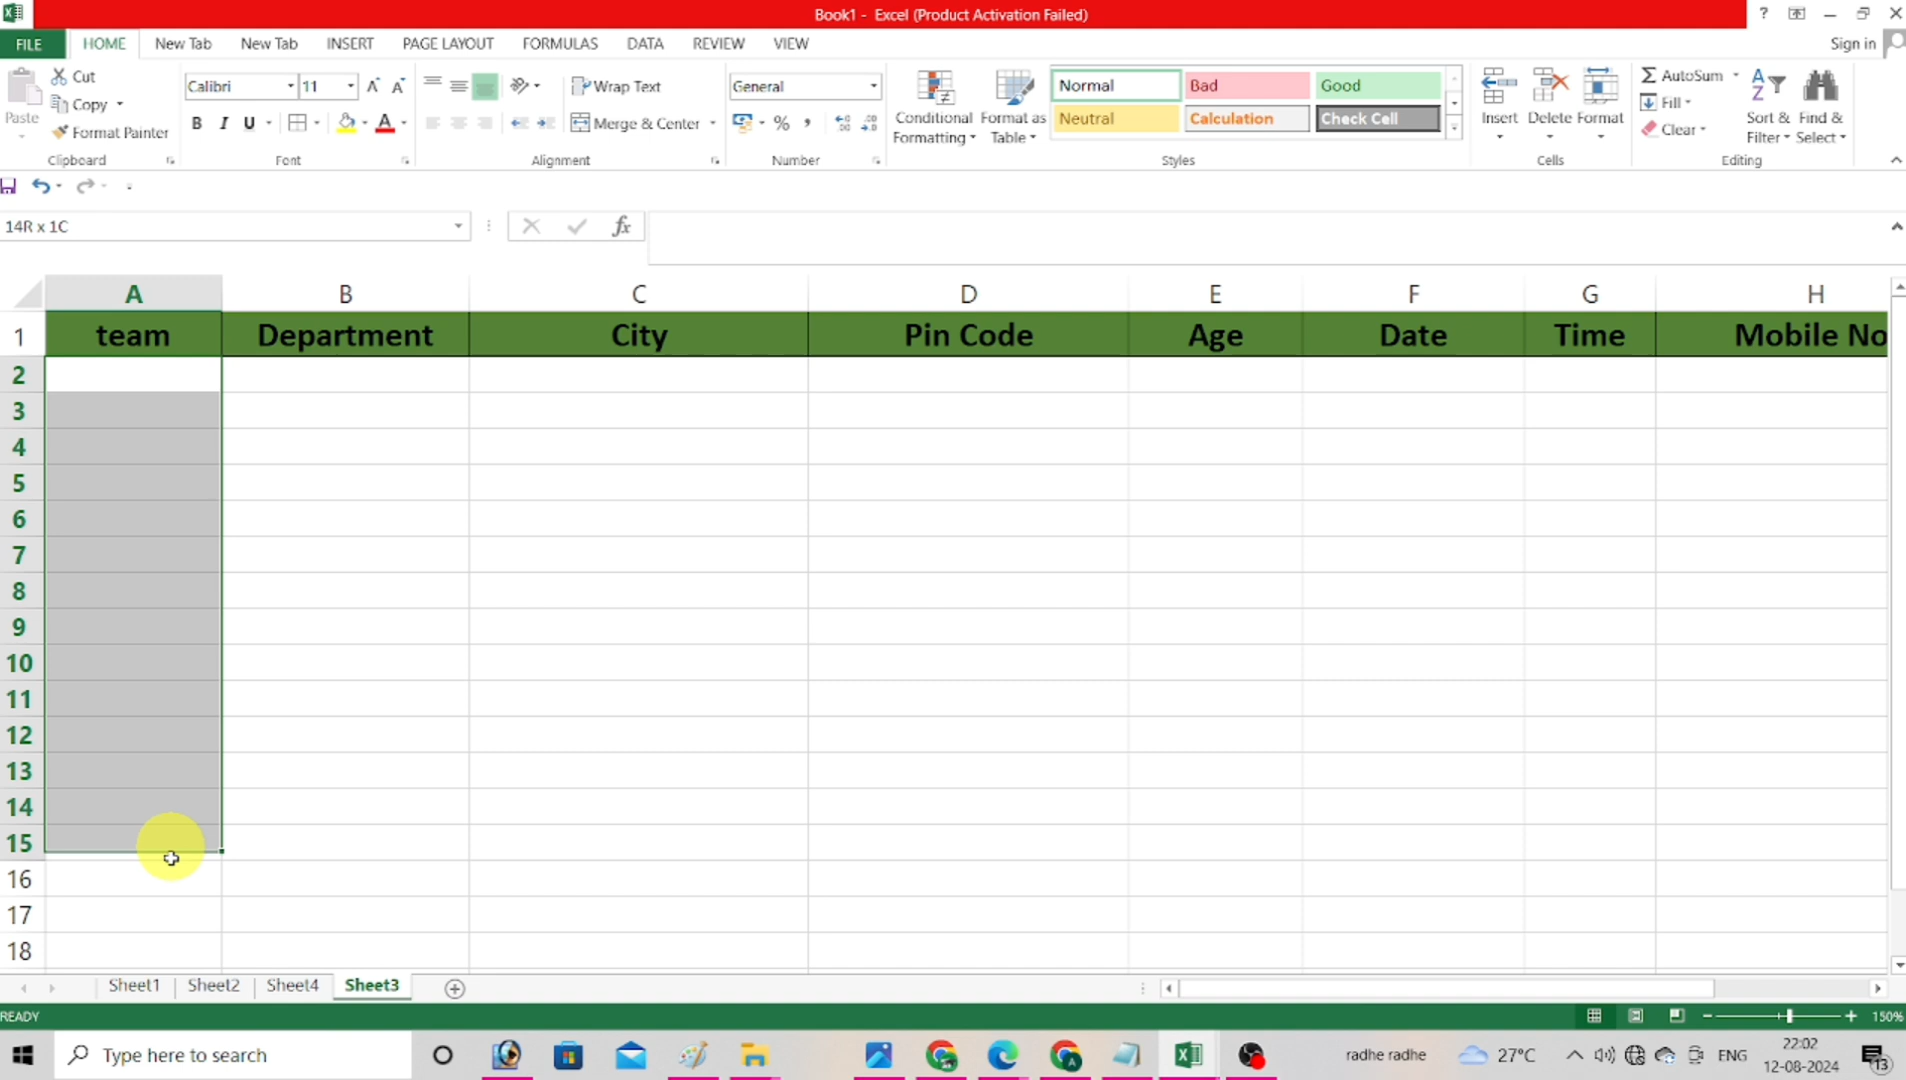 Book1 - Excel (Product Activation Failed)
?
FILE HOME New Tab New Tab INSERT PAGE LAYOUT FORMULAS DATA REVIEW VIEW Sign in
Paste
Cut
Copy
Format Painter
Clipboard
Calibri 11
B I U
Font
Wrap Text
Merge & Center
Alignment
General
%
Number
Conditional Formatting
Format as Table
Normal Bad Good
Neutral Calculation Check Cell
Styles
Insert Delete Format
Cells
AutoSum
Fill
Clear
Sort & Filter
Find & Select
Editing
14R x 1C
fx
A B C D E F G H
1 team Department City Pin Code Age Date Time Mobile No
2
3
4
5
6
7
8
9
10
11
12
13
14
15
16
17
18
Sheet1 Sheet2 Sheet4 Sheet3
READY
150%
Type here to search
radhe radhe
27°C
ENG
22:02
12-08-2024
13